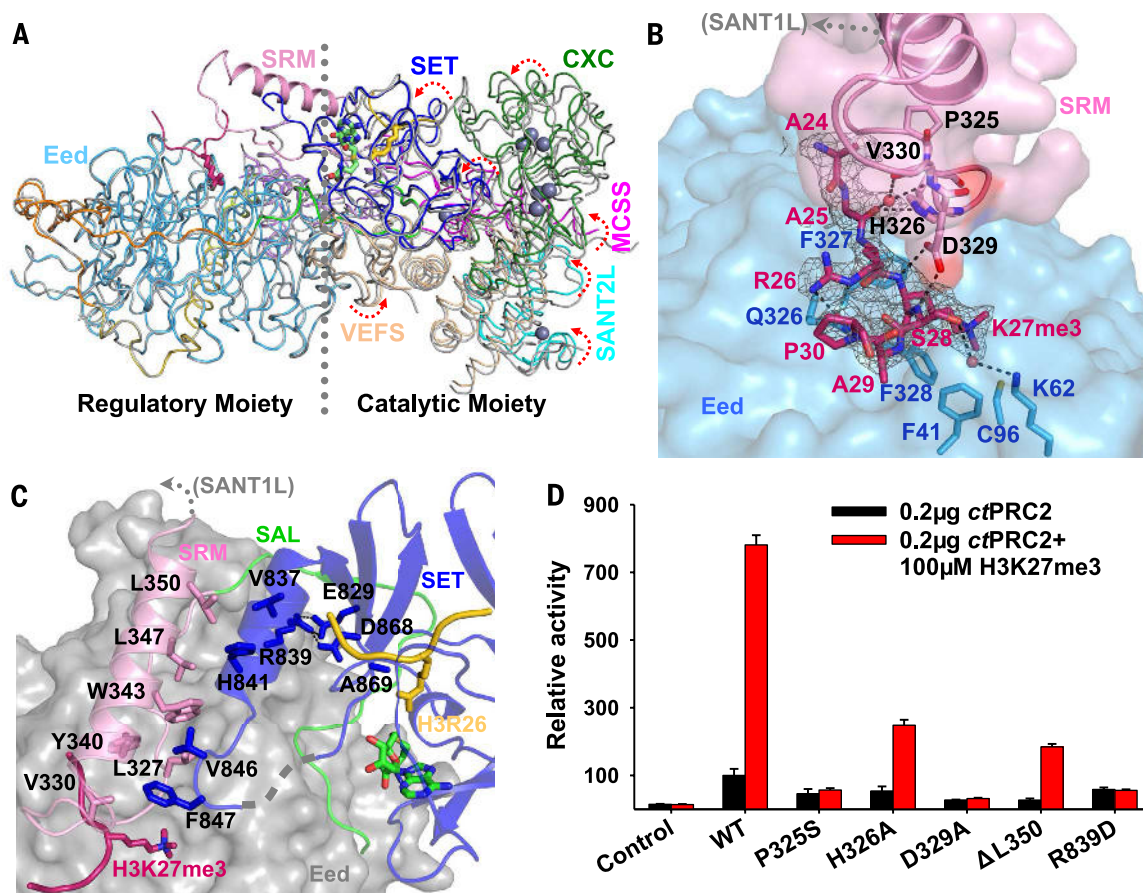 A
SRM
SET
CXC
Eed
MCSS
VEFS
SANT2L
Regulatory Moiety
Catalytic Moiety
B
(SANT1L)
SRM
P325
A24
V330
A25
H326
F327
D329
R26
Q326
S28
K27me3
P30
A29
F328
K62
Eed
F41
C96
C
(SANT1L)
SAL
SRM
V837
SET
L350
E829
L347
D868
R839
H841
A869
W343
H3R26
Y340
L327
V846
V330
F847
H3K27me3
Eed
D
900
0.2µg ctPRC2
0.2µg ctPRC2+
100µM H3K27me3
700
500
300
100
Relative activity
Control
WT
P325S
H326A
D329A
ΔL350
R839D